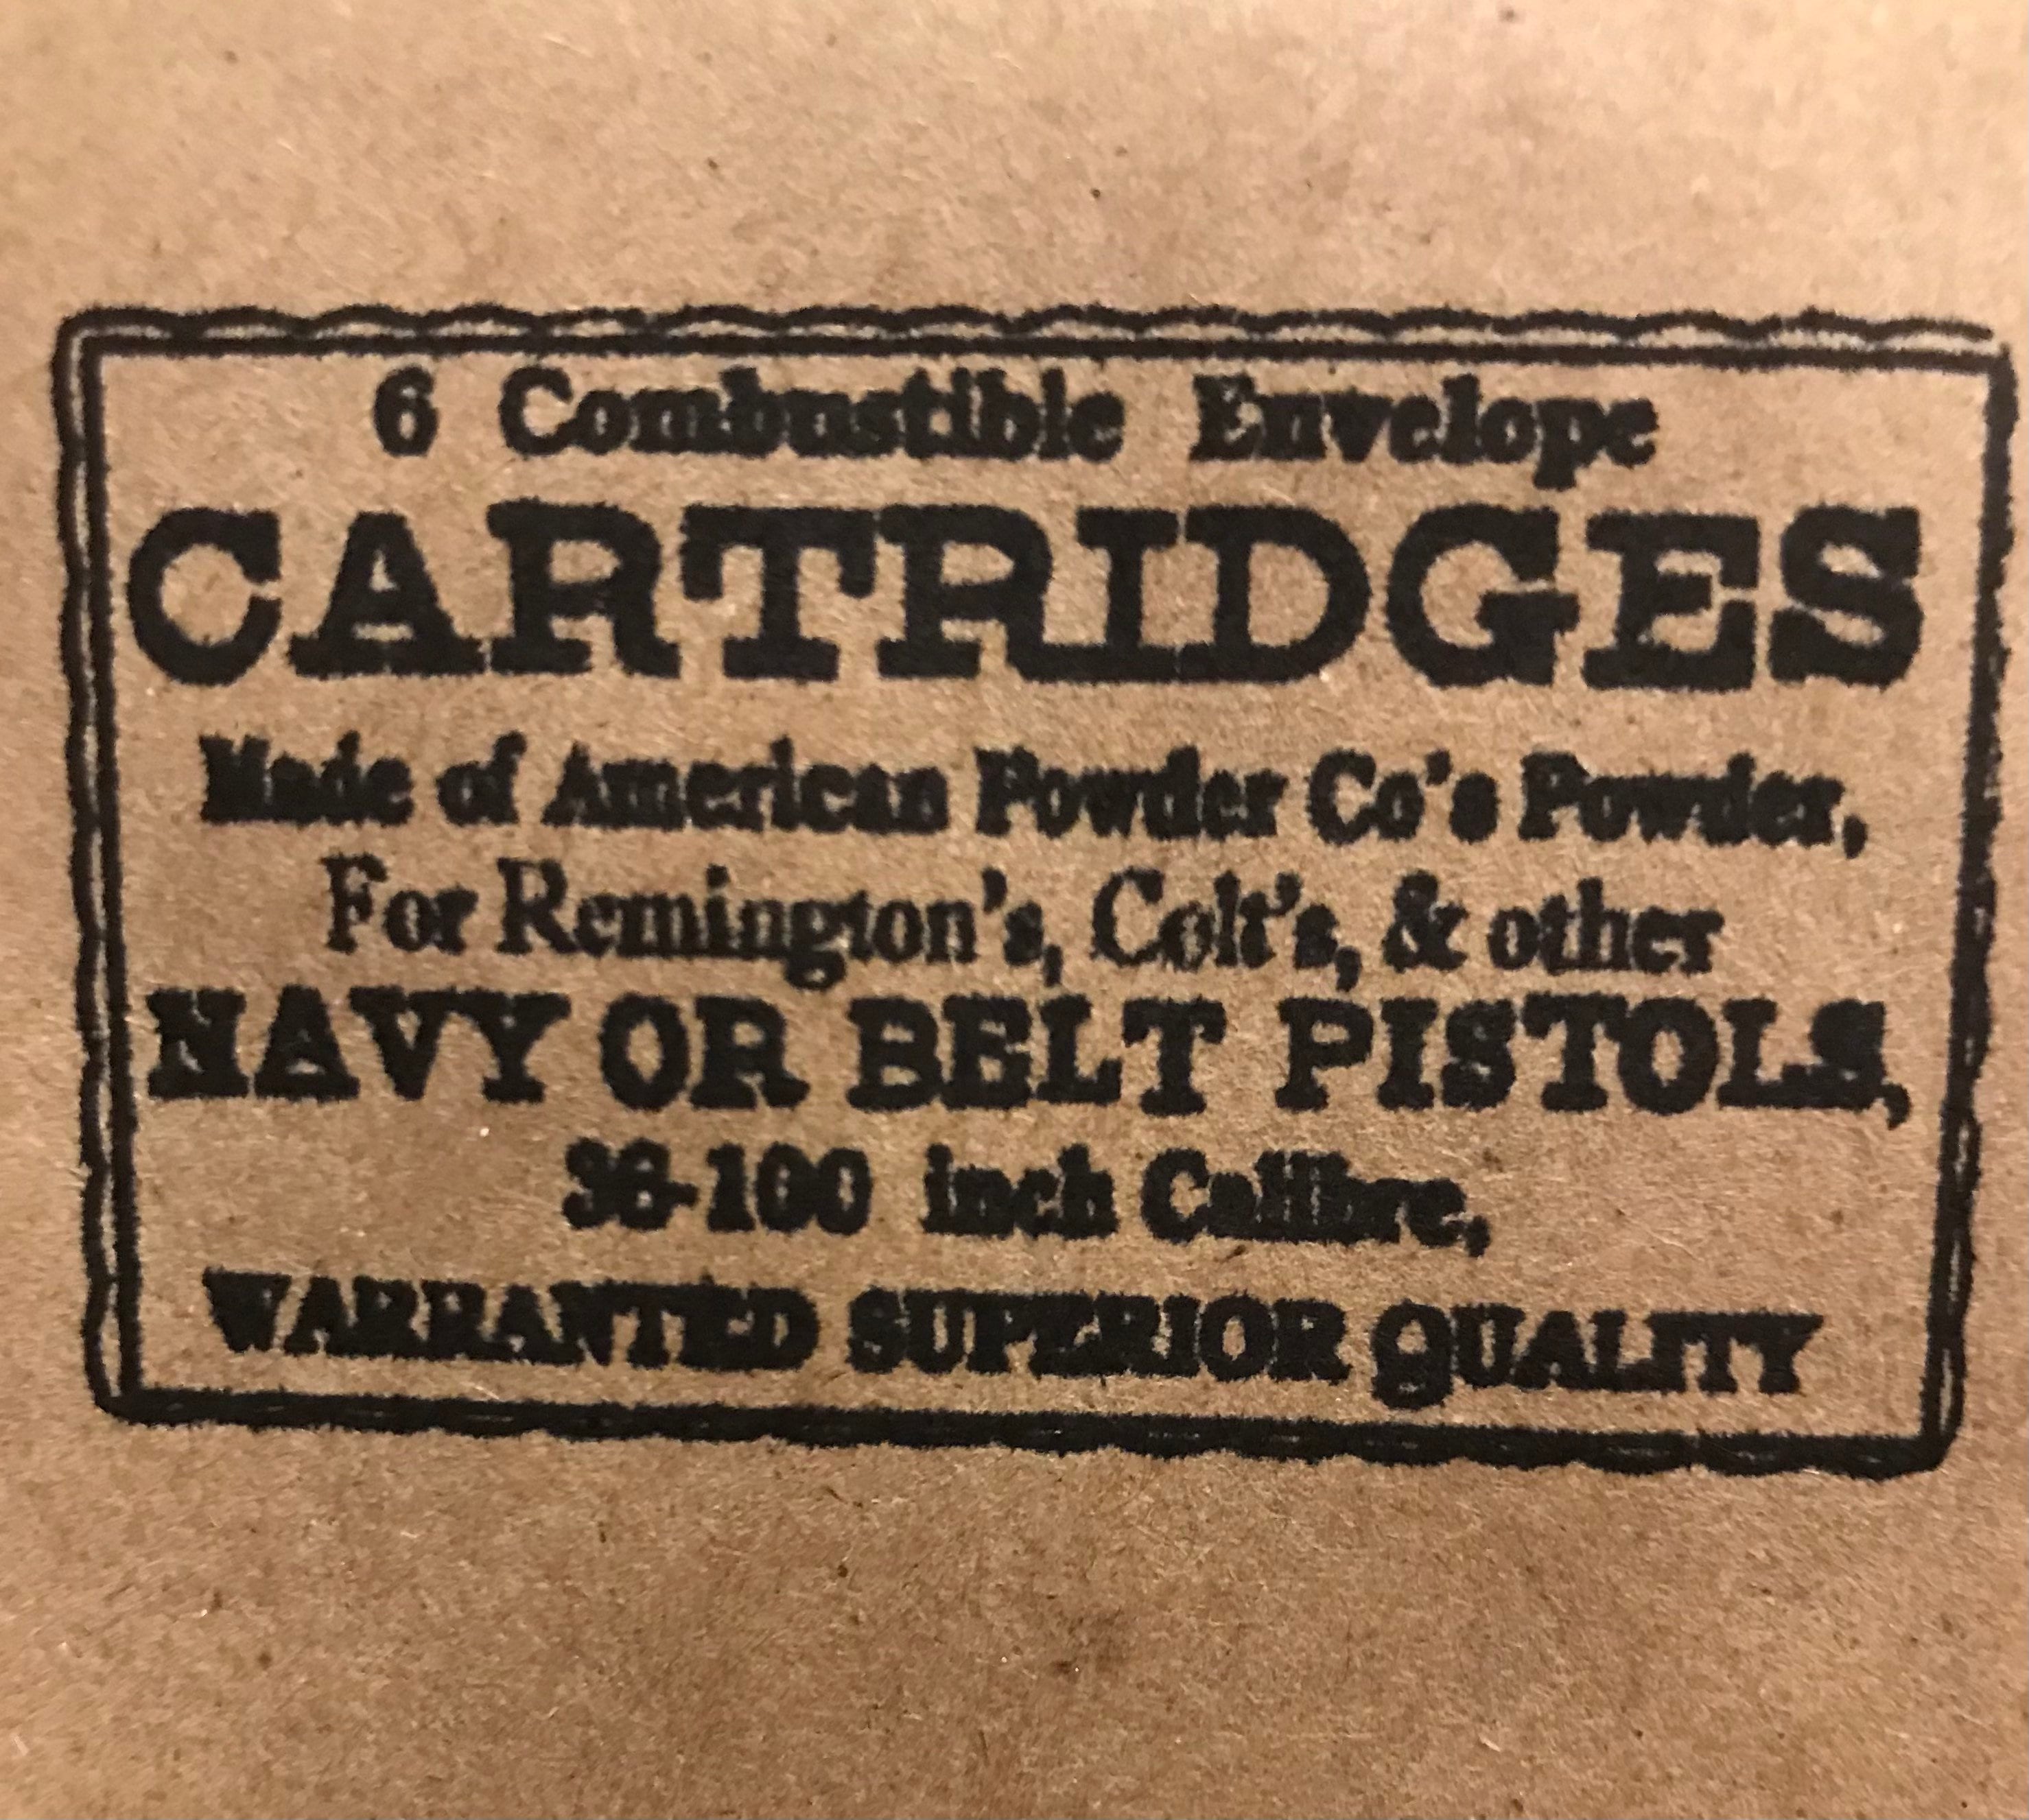 6 Combustible Envelope
CARTRIDGES
Made of American Powder Co's Powder,
For Remington's, Colt's, & other
NAVY OR BELT PISTOLS,
36-100 inch Calibre,
WARRANTED SUPERIOR QUALITY